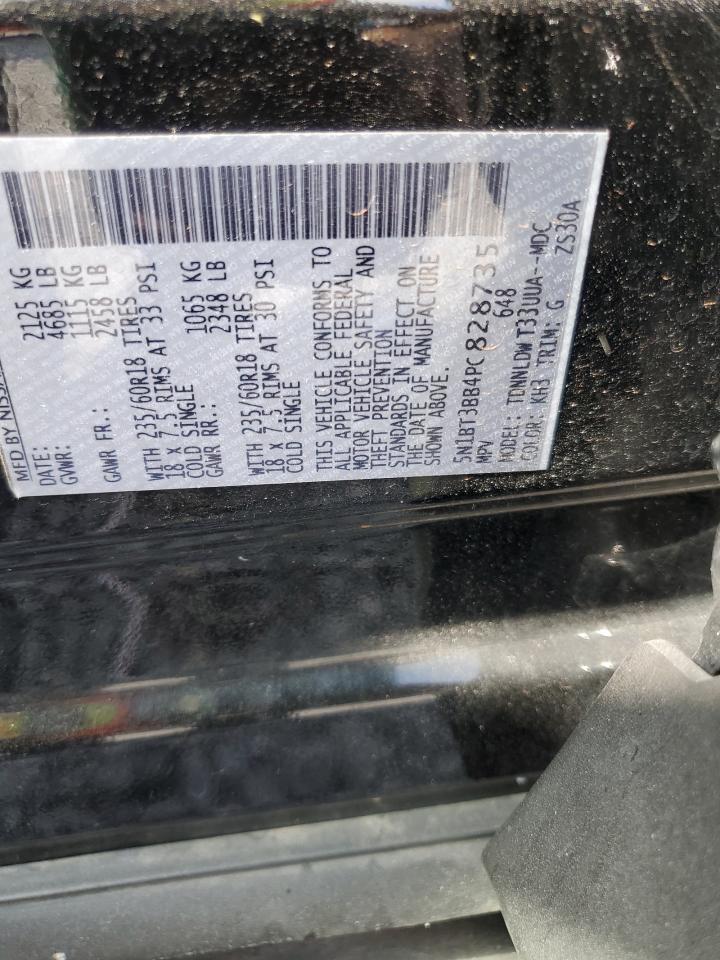 MFD BY NISS
DATE:
GVWR: 2125 KG
4685 LB
GAWR FR.: 1115 KG
2458 LB
WITH 235/60R18 TIRES
18 x 7.5 RIMS AT 33 PSI
COLD SINGLE
GAWR RR.: 1065 KG
2348 LB
WITH 235/60R18 TIRES
18 x 7.5 RIMS AT 30 PSI
COLD SINGLE
THIS VEHICLE CONFORMS TO
ALL APPLICABLE FEDERAL
MOTOR VEHICLE SAFETY AND
THEFT PREVENTION
STANDARDS IN EFFECT ON
THE DATE OF MANUFACTURE
SHOWN ABOVE.
5N1BT3BB4PC828735
MPV 648
MODEL: TDNNLDW T33UUA--MDC
COLOR: KH3 TRIM: G ZS30A